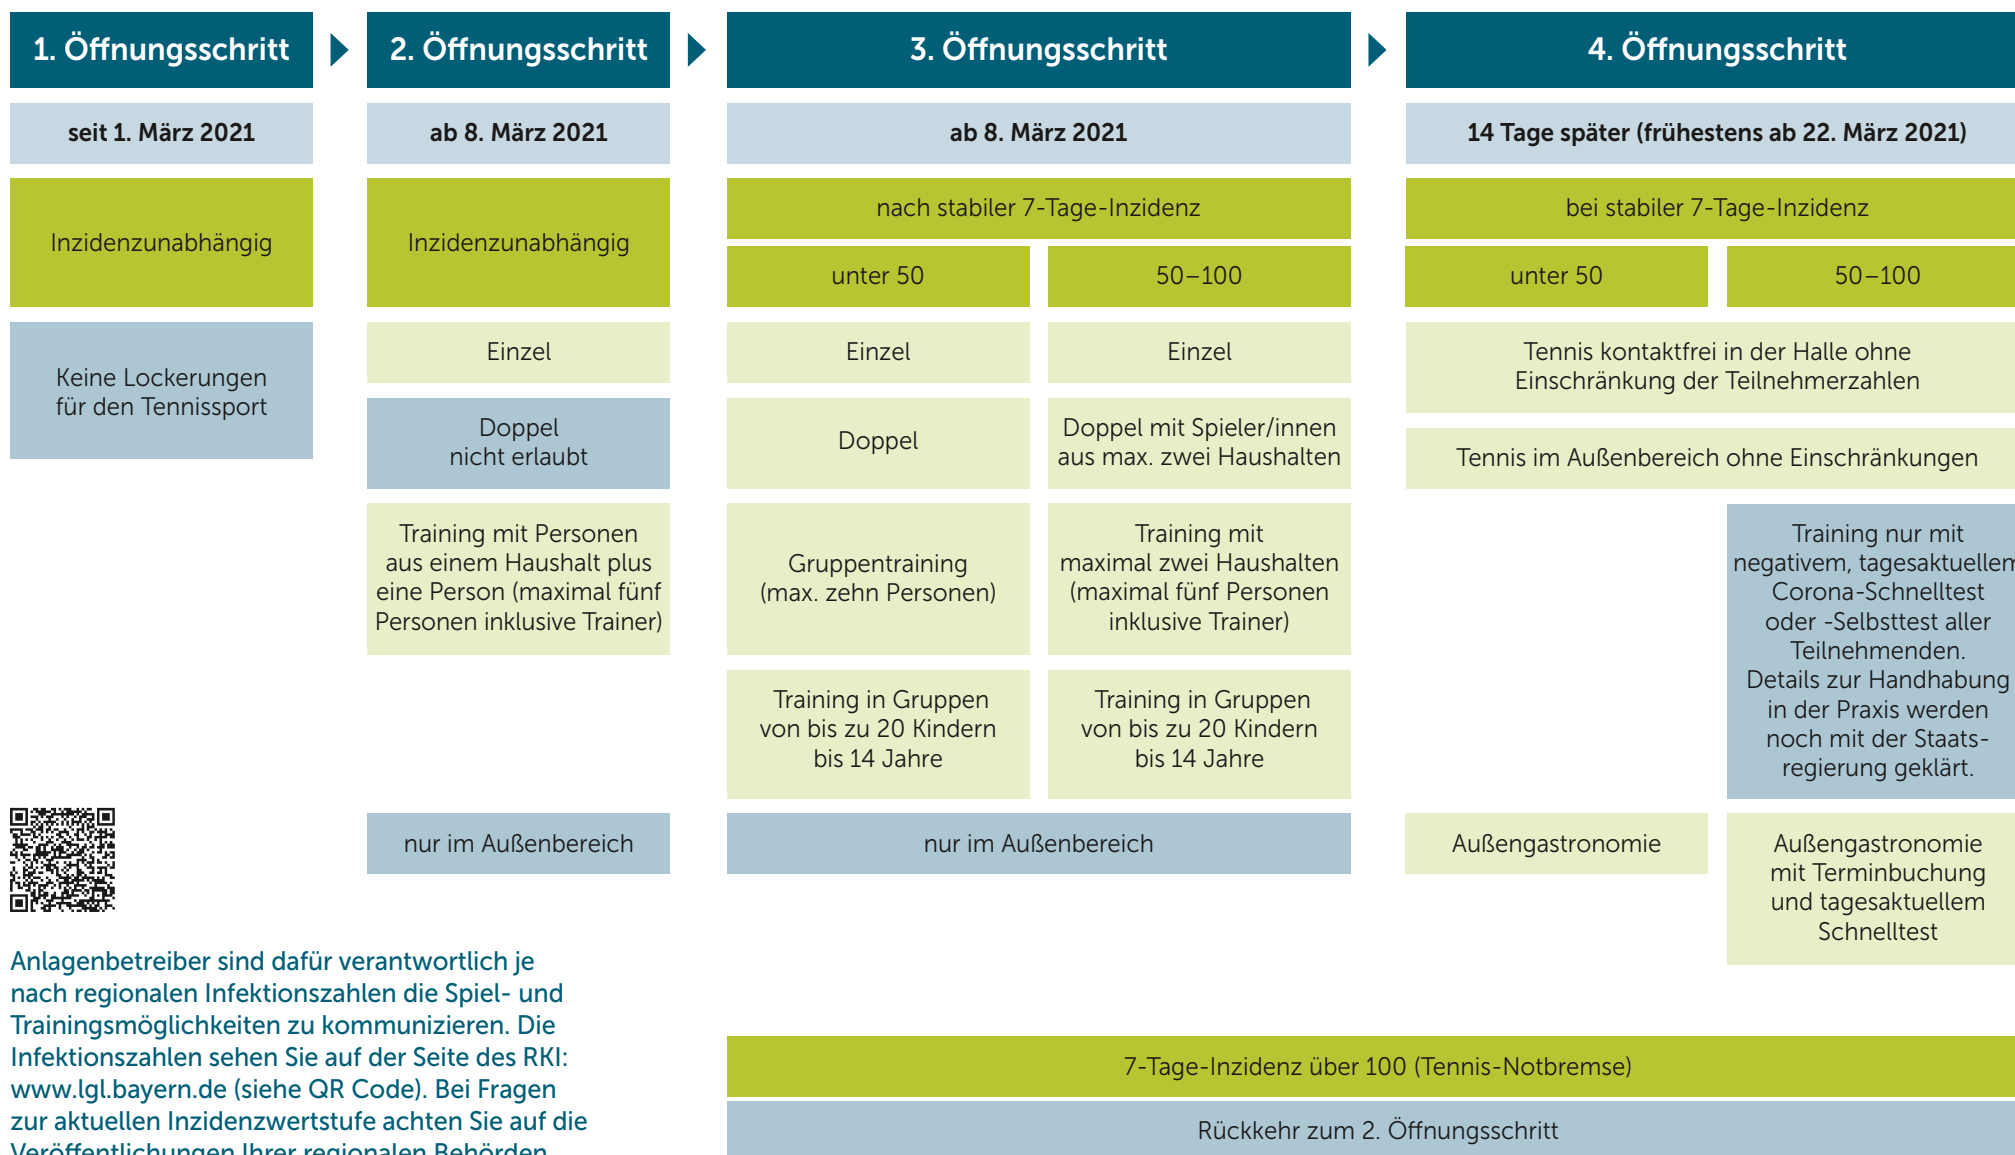 1. Öffnungsschritt
seit 1. März 2021
Inzidenzunabhängig
Keine Lockerungen
für den Tennissport
2. Öffnungsschritt
ab 8. März 2021
Inzidenzunabhängig
Einzel
Doppel
nicht erlaubt
Training mit Personen
aus einem Haushalt plus
eine Person (maximal fünf
Personen inklusive Trainer)
nur im Außenbereich
3. Öffnungsschritt
ab 8. März 2021
nach stabiler 7-Tage-Inzidenz
unter 50
Einzel
Doppel
Gruppentraining
(max. zehn Personen)
Training in Gruppen
von bis zu 20 Kindern
bis 14 Jahre
50–100
Einzel
Doppel mit Spieler/innen
aus max. zwei Haushalten
Training mit
maximal zwei Haushalten
(maximal fünf Personen
inklusive Trainer)
Training in Gruppen
von bis zu 20 Kindern
bis 14 Jahre
nur im Außenbereich
4. Öffnungsschritt
14 Tage später (frühestens ab 22. März 2021)
bei stabiler 7-Tage-Inzidenz
unter 50
50–100
Tennis kontaktfrei in der Halle ohne
Einschränkung der Teilnehmerzahlen
Tennis im Außenbereich ohne Einschränkungen
Training nur mit
negativem, tagesaktuellem
Corona-Schnelltest
oder -Selbsttest aller
Teilnehmenden.
Details zur Handhabung
in der Praxis werden
noch mit der Staats-
regierung geklärt.
Außengastronomie
Außengastronomie
mit Terminbuchung
und tagesaktuellem
Schnelltest
Anlagenbetreiber sind dafür verantwortlich je
nach regionalen Infektionszahlen die Spiel- und
Trainingsmöglichkeiten zu kommunizieren. Die
Infektionszahlen sehen Sie auf der Seite des RKI:
www.lgl.bayern.de (siehe QR Code). Bei Fragen
zur aktuellen Inzidenzwertstufe achten Sie auf die
Veröffentlichungen Ihrer regionalen Behörden
7-Tage-Inzidenz über 100 (Tennis-Notbremse)
Rückkehr zum 2. Öffnungsschritt